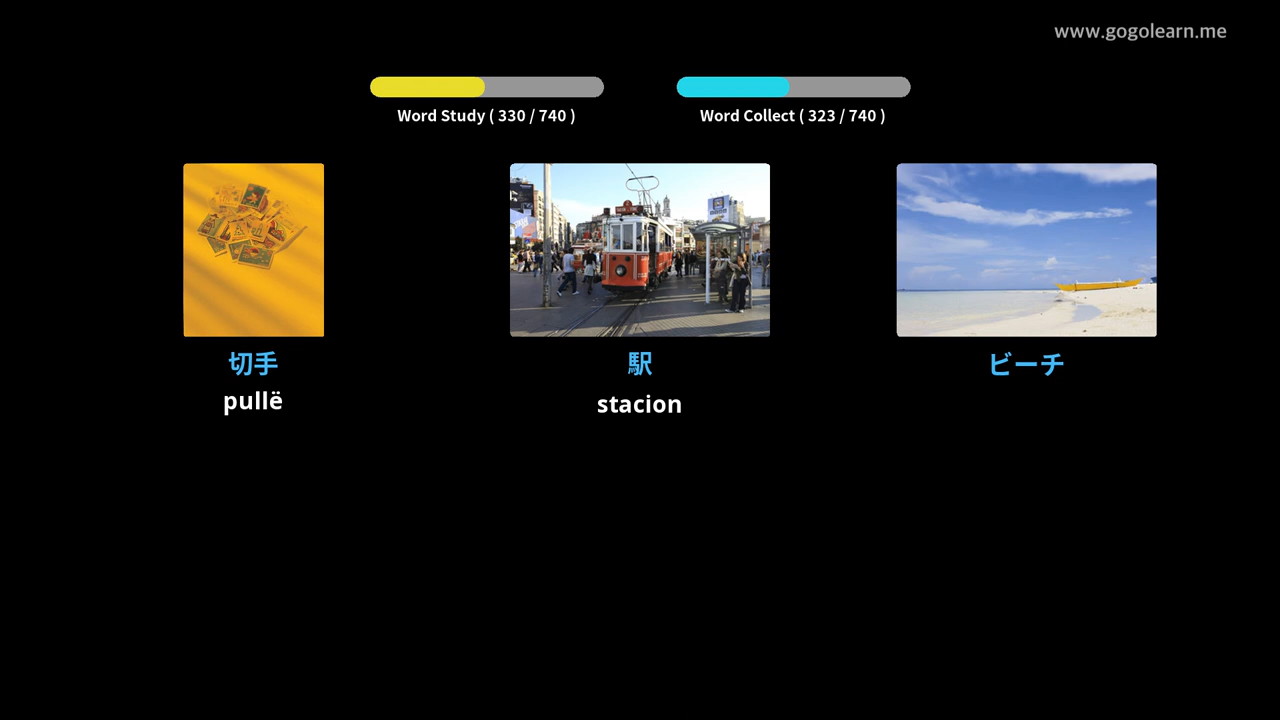 www.gogolearn.me
Word Study ( 330 / 740 )
Word Collect ( 323 / 740 )
切手
駅
ビーチ
pullë
stacion